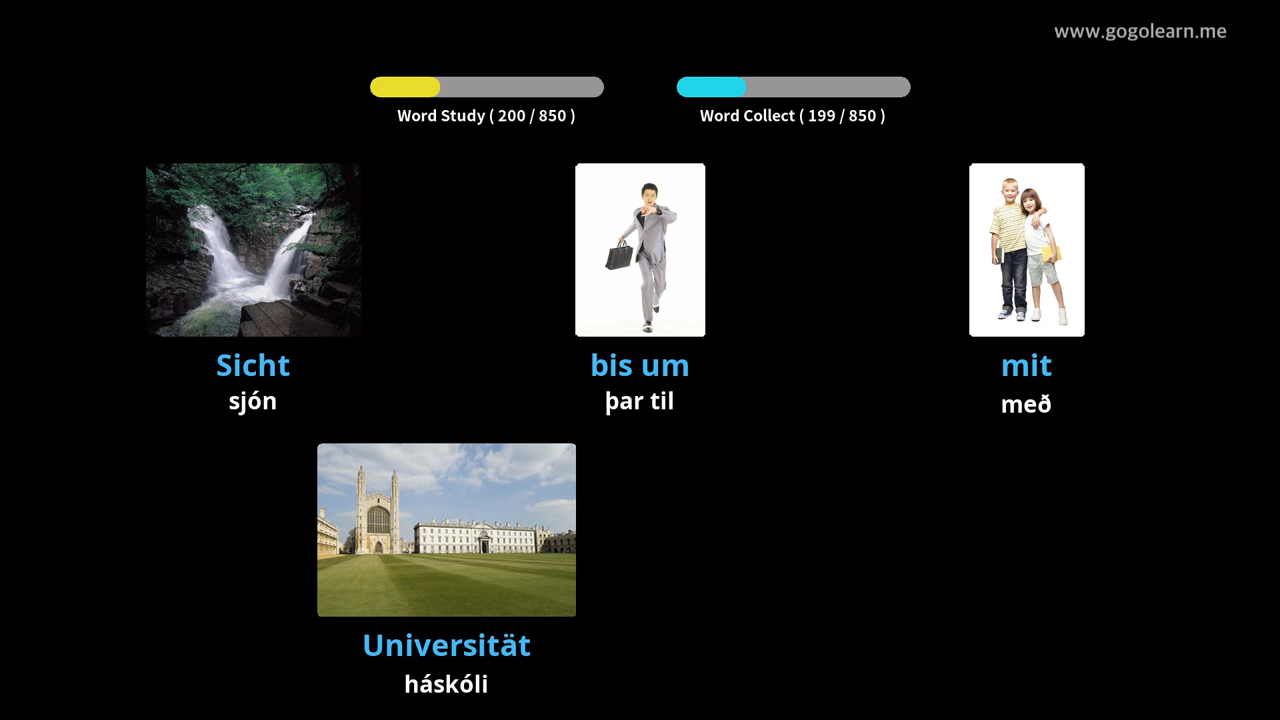 www.gogolearn.me
Word Study ( 200 / 850 )
Word Collect ( 199 / 850 )
Sicht
sjón
bis um
þar til
mit
með
Universität
háskóli